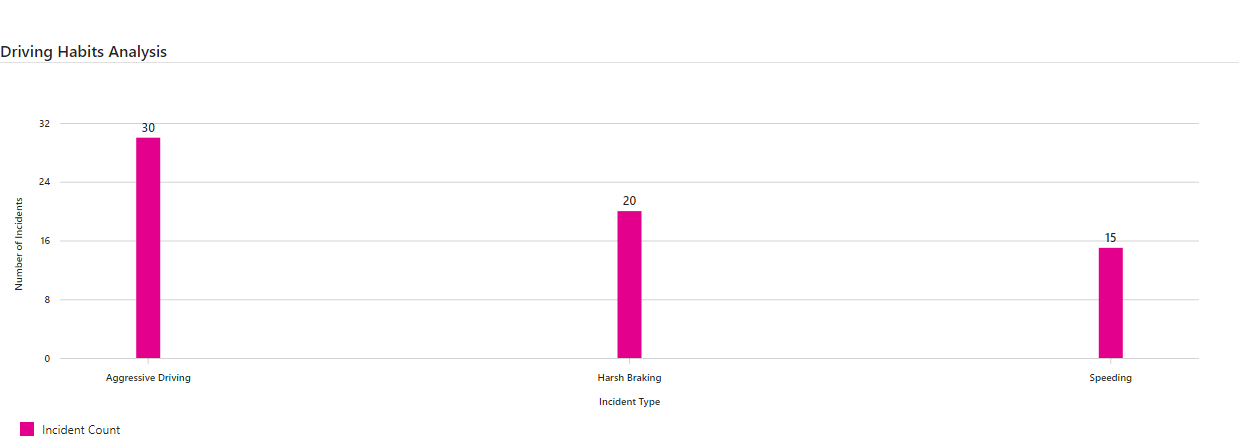 Driving Habits Analysis
32
24
16
8
0
Number of Incidents
30
20
15
Aggressive Driving
Harsh Braking
Speeding
Incident Type
Incident Count